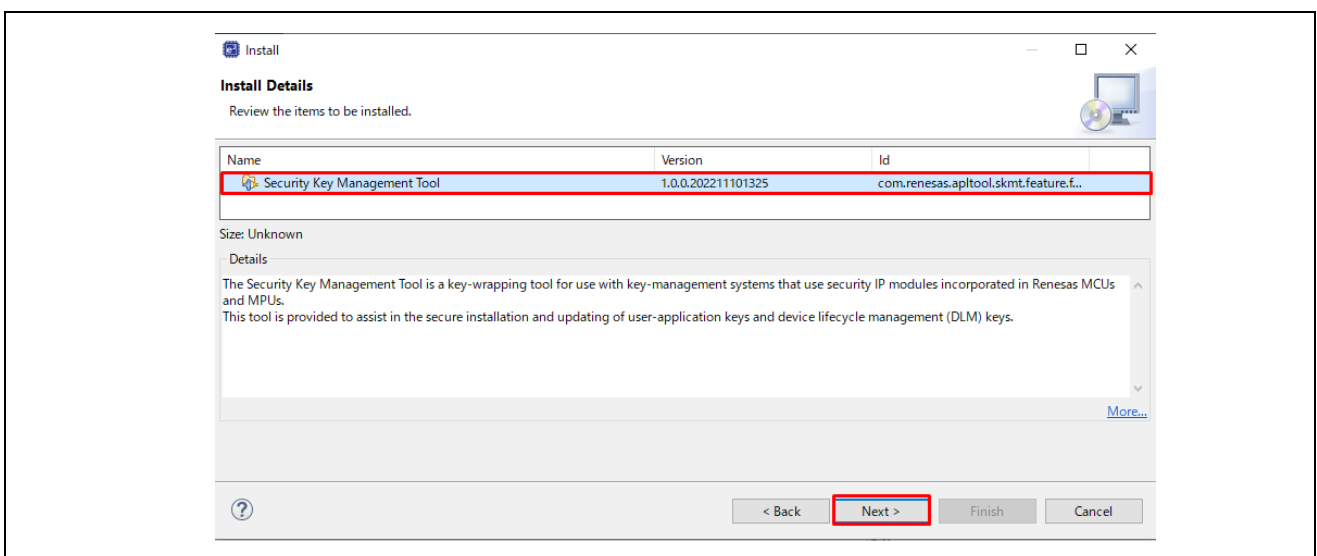 Install
Install Details
Review the items to be installed.
Name Version Id
Security Key Management Tool 1.0.0.202211101325 com.renesas.apltool.skmt.feature.f...
Size: Unknown
Details
The Security Key Management Tool is a key-wrapping tool for use with key-management systems that use security IP modules incorporated in Renesas MCUs
and MPUs.
This tool is provided to assist in the secure installation and updating of user-application keys and device lifecycle management (DLM) keys.
More...
? < Back Next > Finish Cancel